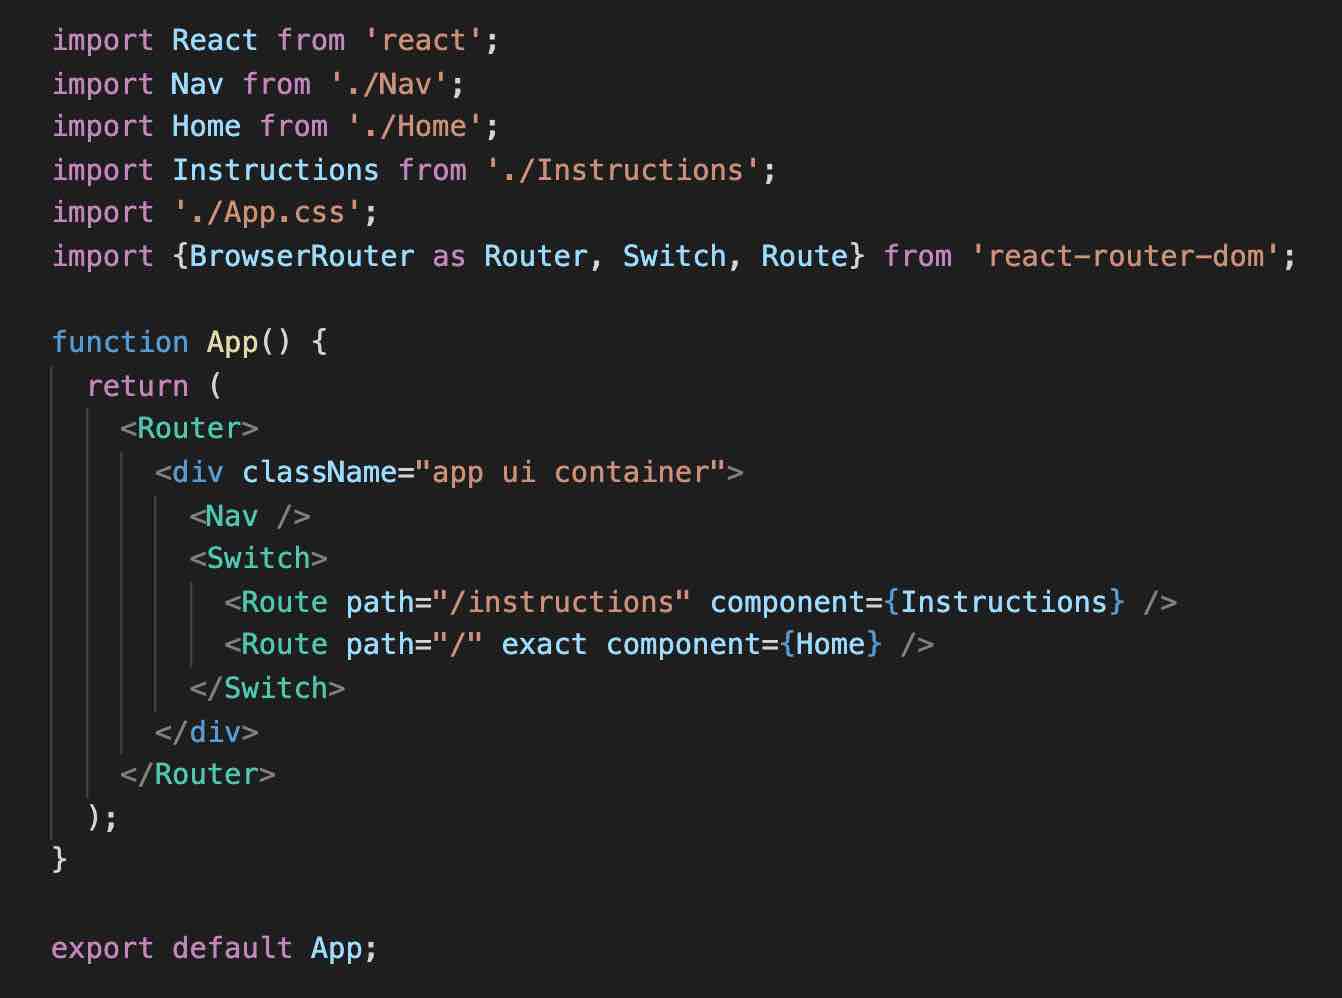 import React from 'react';
import Nav from './Nav';
import Home from './Home';
import Instructions from './Instructions';
import './App.css';
import {BrowserRouter as Router, Switch, Route} from 'react-router-dom';

function App() {
  return (
    <Router>
      <div className="app ui container">
        <Nav />
        <Switch>
          <Route path="/instructions" component={Instructions} />
          <Route path="/" exact component={Home} />
        </Switch>
      </div>
    </Router>
  );
}

export default App;